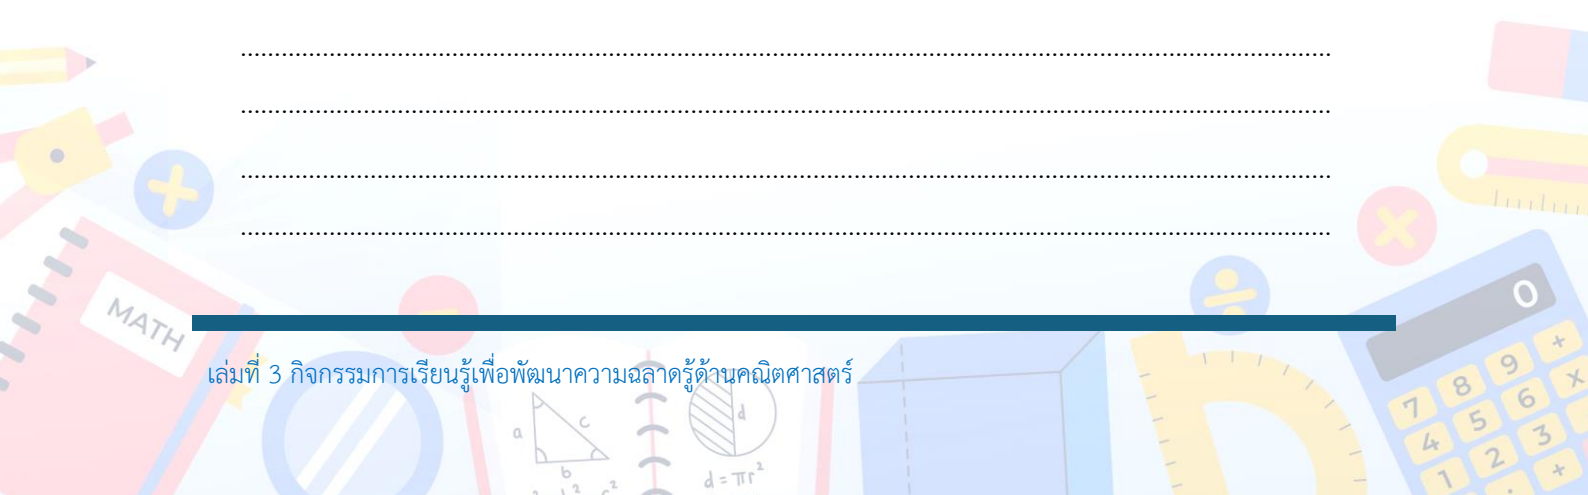 ........................................................................................................................................................................
........................................................................................................................................................................
........................................................................................................................................................................
........................................................................................................................................................................
MATH
0
เล่มที่ 3 กิจกรรมการเรียนรู้เพื่อพัฒนาความฉลาดรู้ด้านคณิตศาสตร์
a
c
b
d
d = πr²
7 8 9 +
4 5 6 x
1 2 3
+